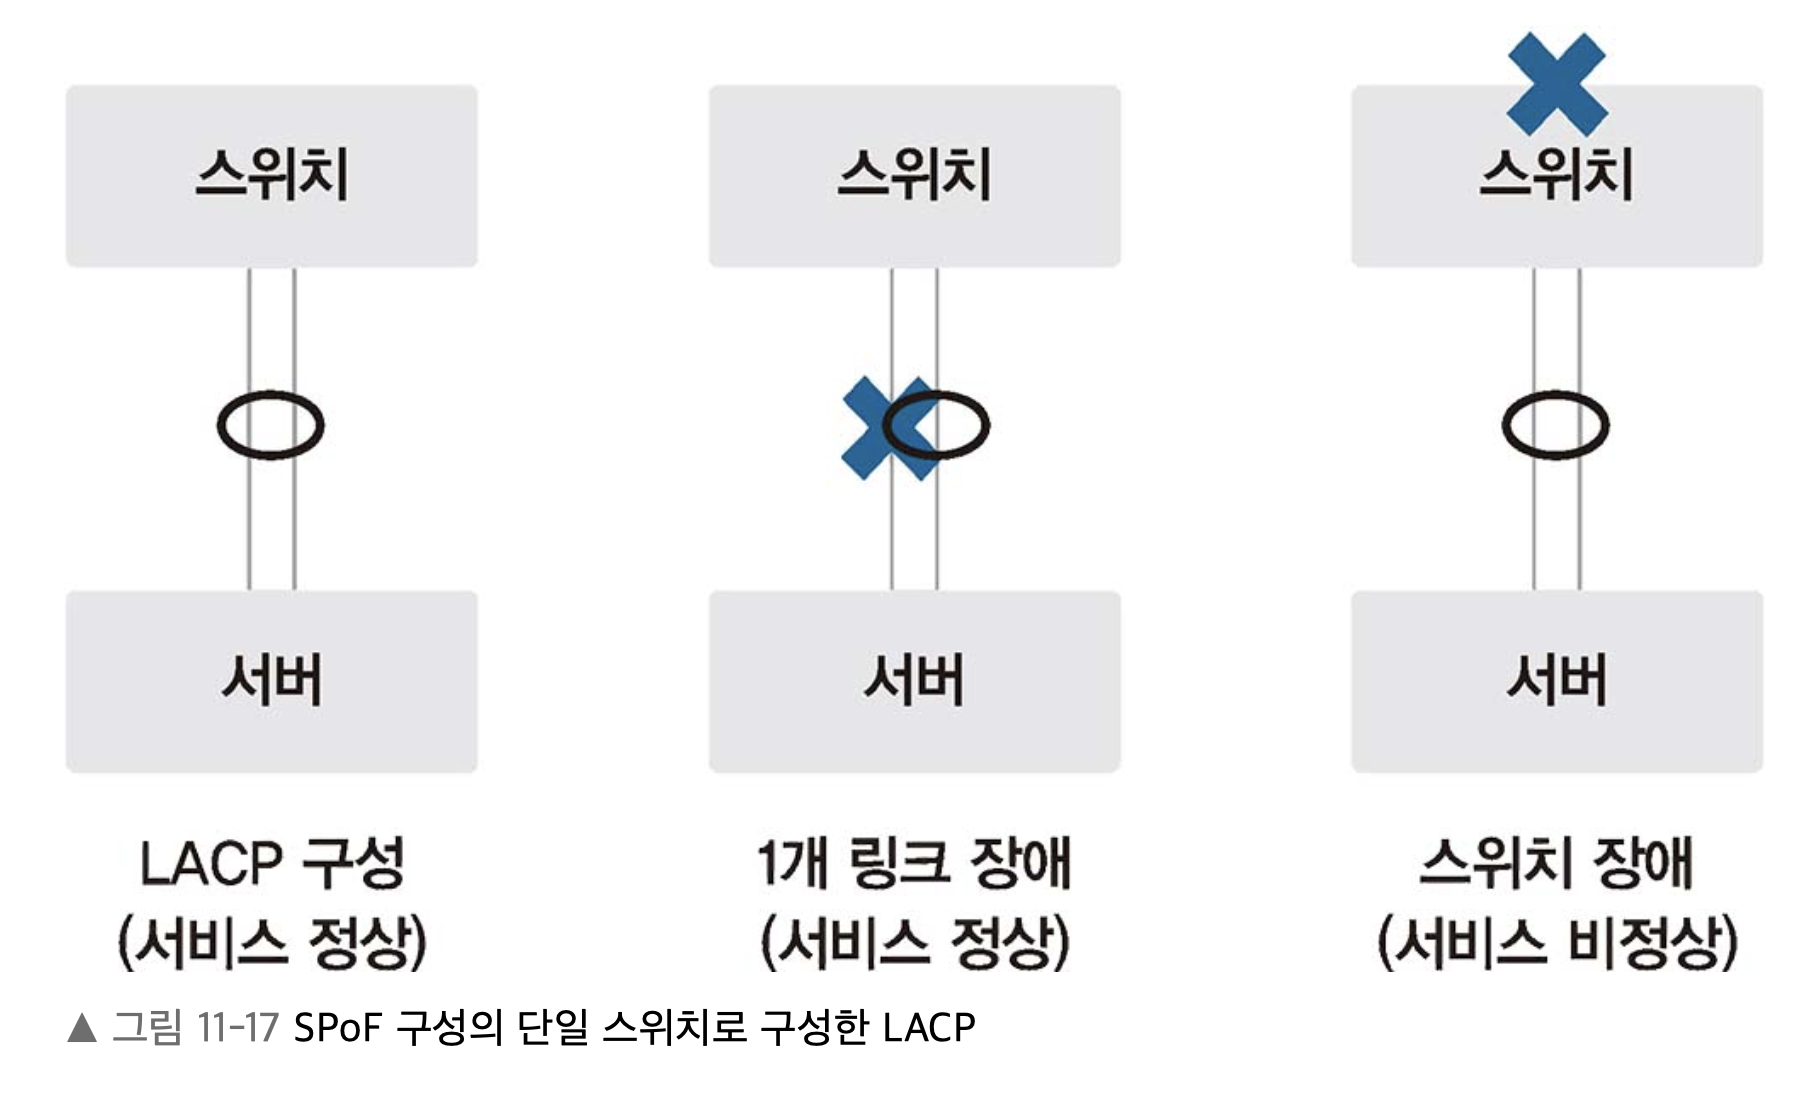 스위치
스위치
스위치
서버
서버
서버
LACP 구성
(서비스 정상)
1개 링크 장애
(서비스 정상)
스위치 장애
(서비스 비정상)
▲ 그림 11-17 SPoF 구성의 단일 스위치로 구성한 LACP